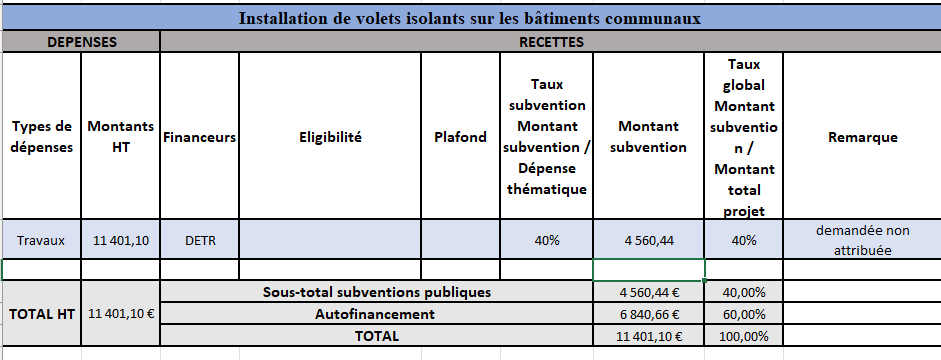 Installation de volets isolants sur les bâtiments communaux
DEPENSES
RECETTES
Types de
dépenses
Montants
HT
Financeurs
Eligibilité
Plafond
Taux
subvention
Montant
subvention /
Dépense
thématique
Montant
subvention
Taux
global
Montant
subventio
n /
Montant
total
projet
Remarque
Travaux
11 401,10
DETR
40%
4 560,44
40%
demandée non
attribuée
TOTAL HT
11 401,10 €
Sous-total subventions publiques
4 560,44 €
40,00%
Autofinancement
6 840,66 €
60,00%
TOTAL
11 401,10 €
100,00%